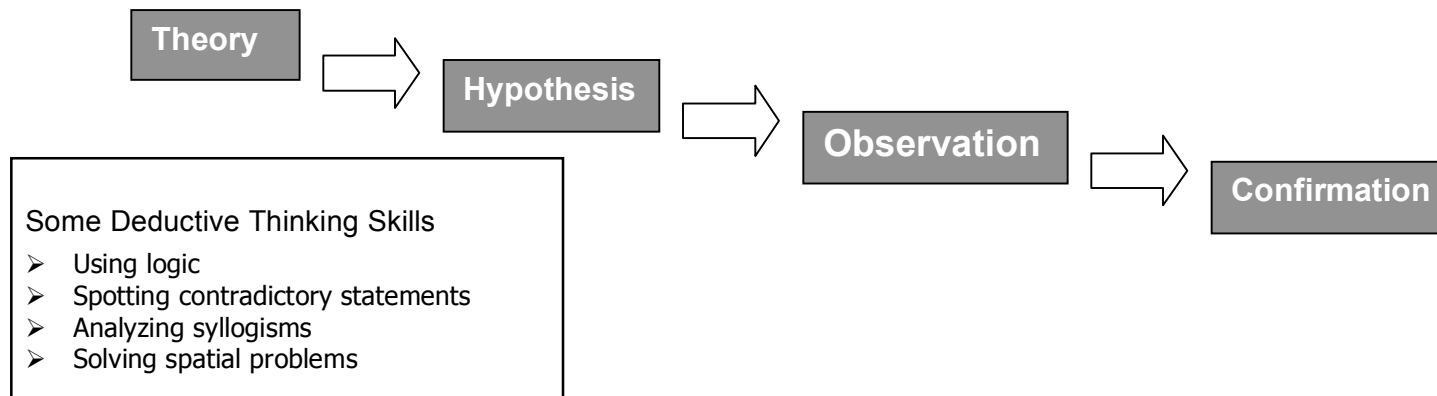 Theory
Hypothesis
Observation
Confirmation
Some Deductive Thinking Skills
➢ Using logic
➢ Spotting contradictory statements
➢ Analyzing syllogisms
➢ Solving spatial problems